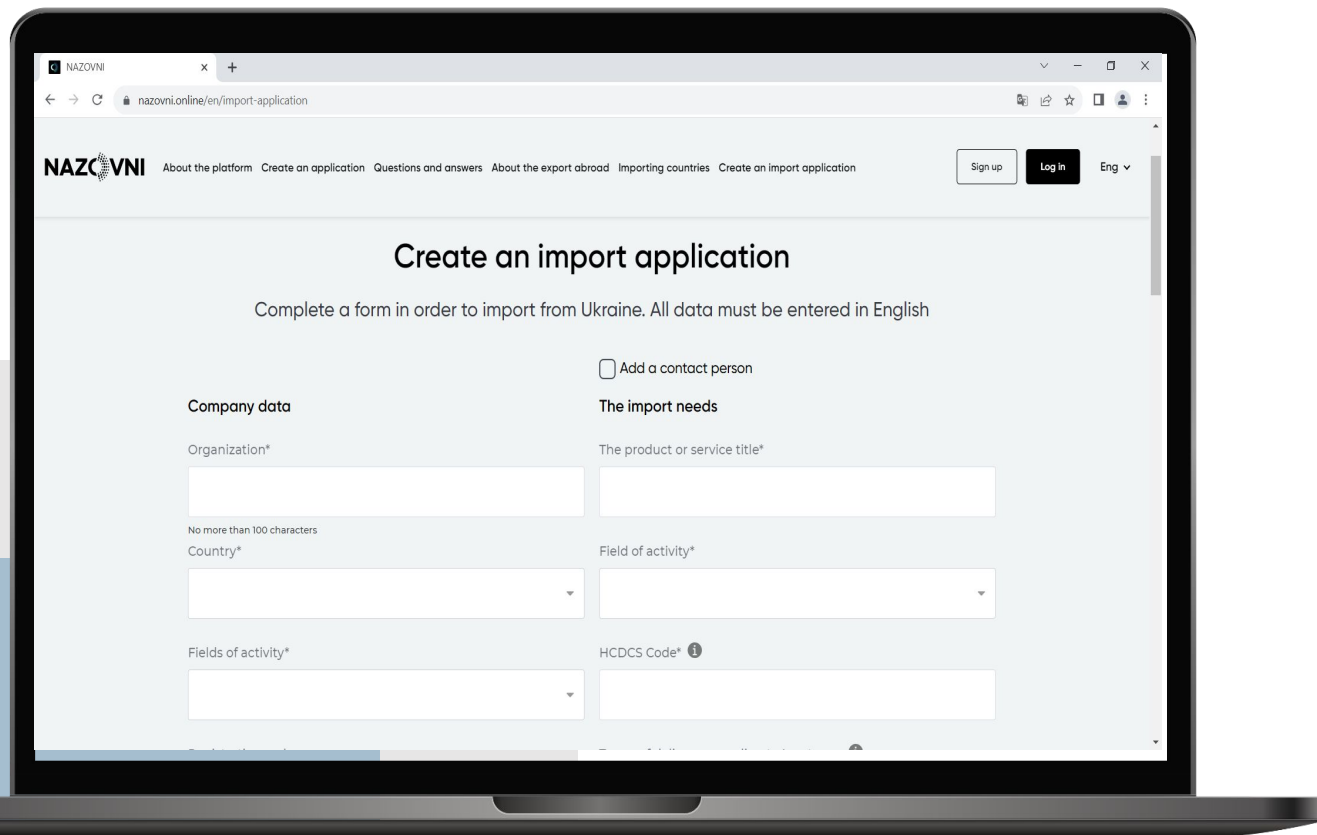 NAZOVNI
nazovni.online/en/import-application
NAZOVNI
About the platform Create an application Questions and answers About the export abroad Importing countries Create an import application
Sign up
Log in
Eng
Create an import application
Complete a form in order to import from Ukraine. All data must be entered in English
Add a contact person
Company data
The import needs
Organization*
The product or service title*
No more than 100 characters
Country*
Field of activity*
Fields of activity*
HCDCS Code*